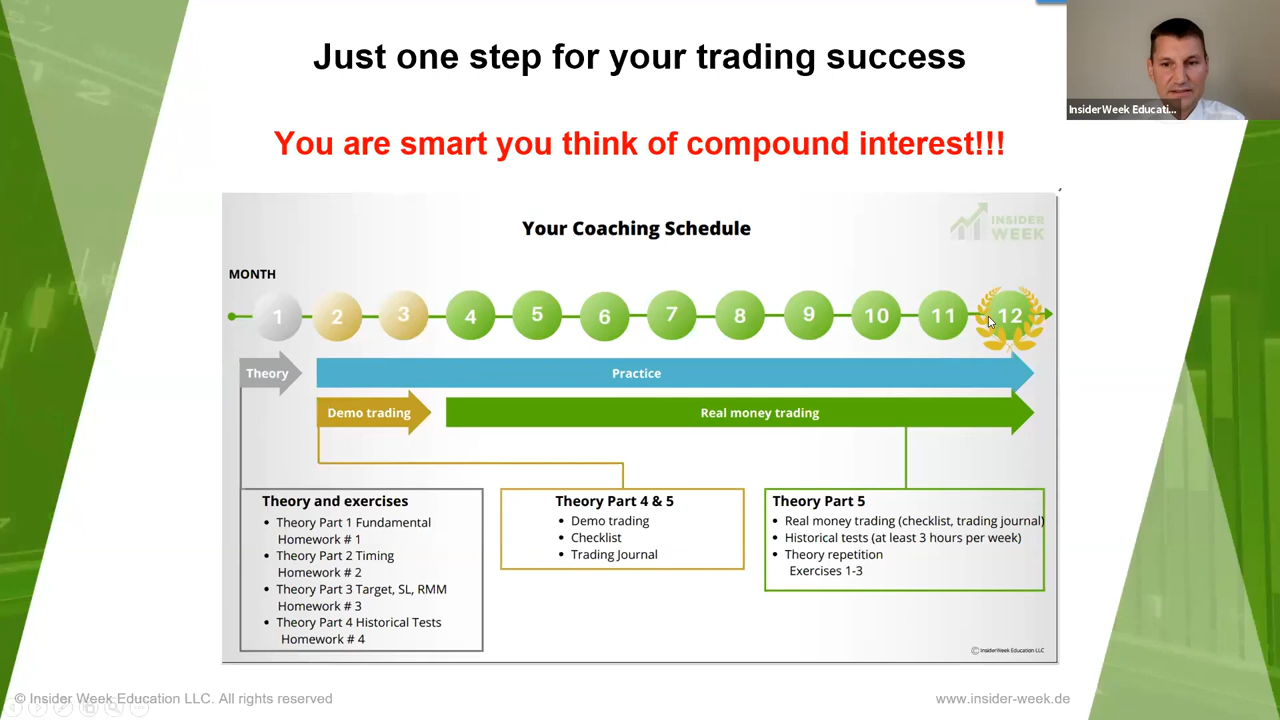 Just one step for your trading success
InsiderWeek Educati...
You are smart you think of compound interest!!!
Your Coaching Schedule
INSIDER
WEEK
MONTH
1 2 3 4 5 6 7 8 9 10 11 12
Theory
Practice
Demo trading
Real money trading
Theory and exercises
• Theory Part 1 Fundamental
Homework # 1
• Theory Part 2 Timing
Homework # 2
• Theory Part 3 Target, SL, RMM
Homework # 3
• Theory Part 4 Historical Tests
Homework # 4
Theory Part 4 & 5
• Demo trading
• Checklist
• Trading Journal
Theory Part 5
• Real money trading (checklist, trading journal)
• Historical tests (at least 3 hours per week)
• Theory repetition
Exercises 1-3
© InsiderWeek Education LLC
© Insider Week Education LLC. All rights reserved
www.insider-week.de